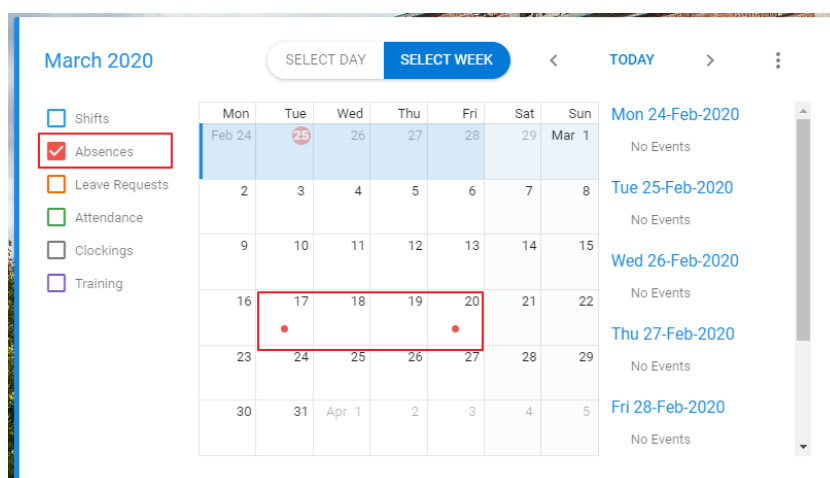 March 2020
SELECT DAY
SELECT WEEK
TODAY
Shifts
Absences
Leave Requests
Attendance
Clockings
Training
Mon Tue Wed Thu Fri Sat Sun
Feb 24 25 26 27 28 29 Mar 1
2 3 4 5 6 7 8
9 10 11 12 13 14 15
16 17 18 19 20 21 22
23 24 25 26 27 28 29
30 31 Apr 1 2 3 4 5
Mon 24-Feb-2020
No Events
Tue 25-Feb-2020
No Events
Wed 26-Feb-2020
No Events
Thu 27-Feb-2020
No Events
Fri 28-Feb-2020
No Events